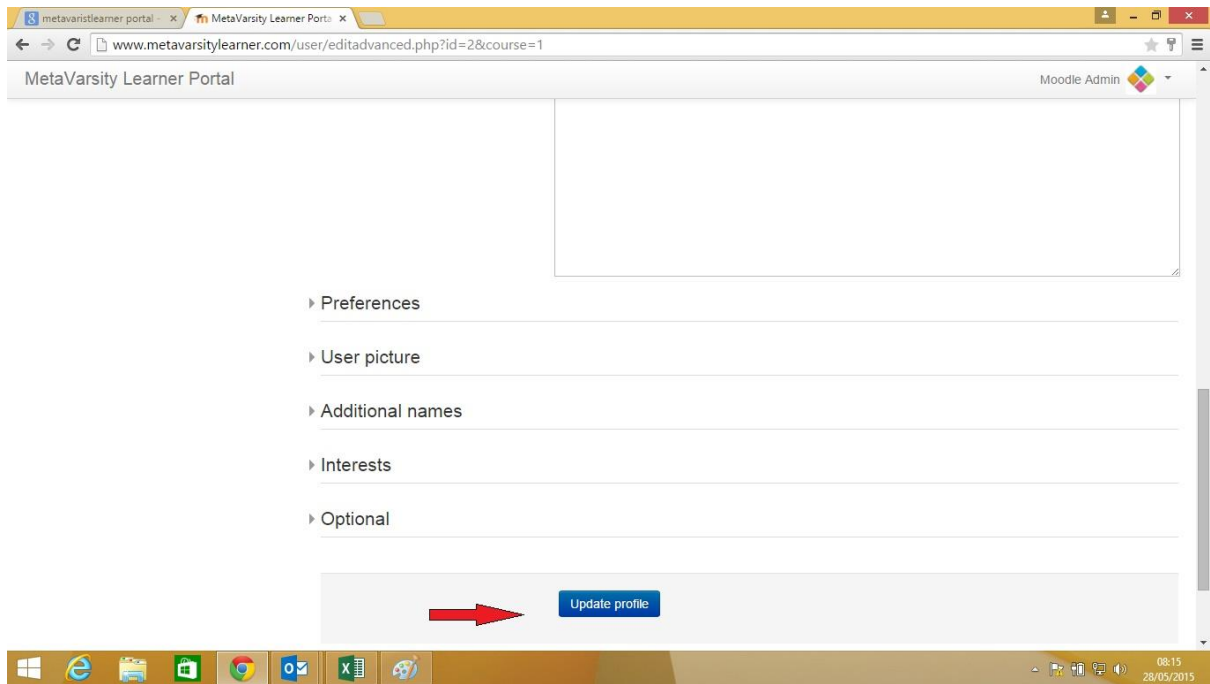 metavaristlearner portal -
MetaVarsity Learner Porta
www.metavarsitylearner.com/user/editadvanced.php?id=2&course=1
MetaVarsity Learner Portal
Moodle Admin
Preferences
User picture
Additional names
Interests
Optional
Update profile
08:15
28/05/2015